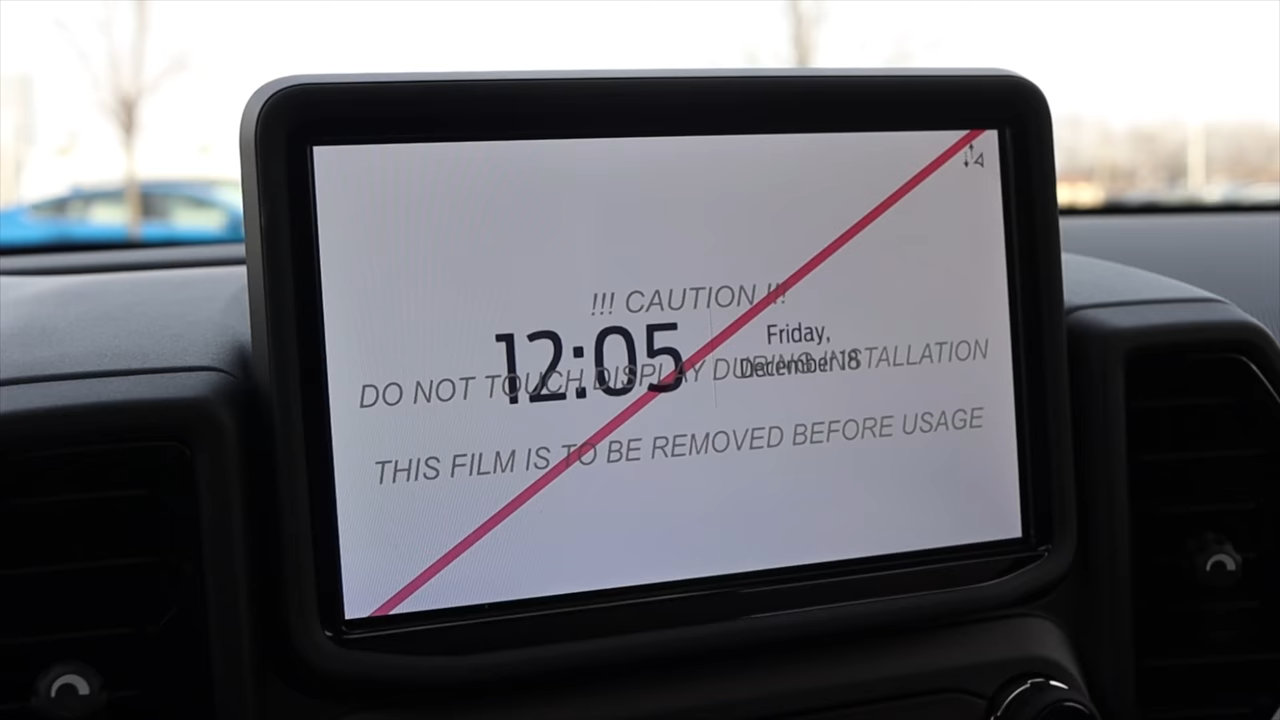 !!! CAUTION !!!
12:05
Friday,
December 18
DO NOT TOUCH DISPLAY DURING INSTALLATION
THIS FILM IS TO BE REMOVED BEFORE USAGE